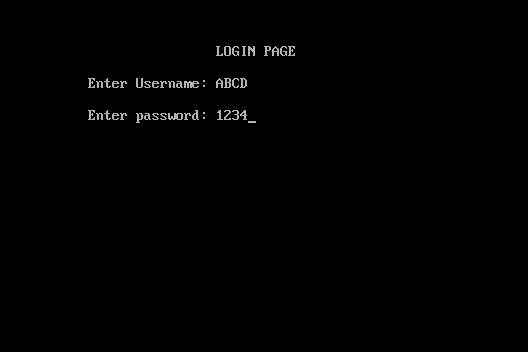 LOGIN PAGE
Enter Username: ABCD
Enter password: 1234_